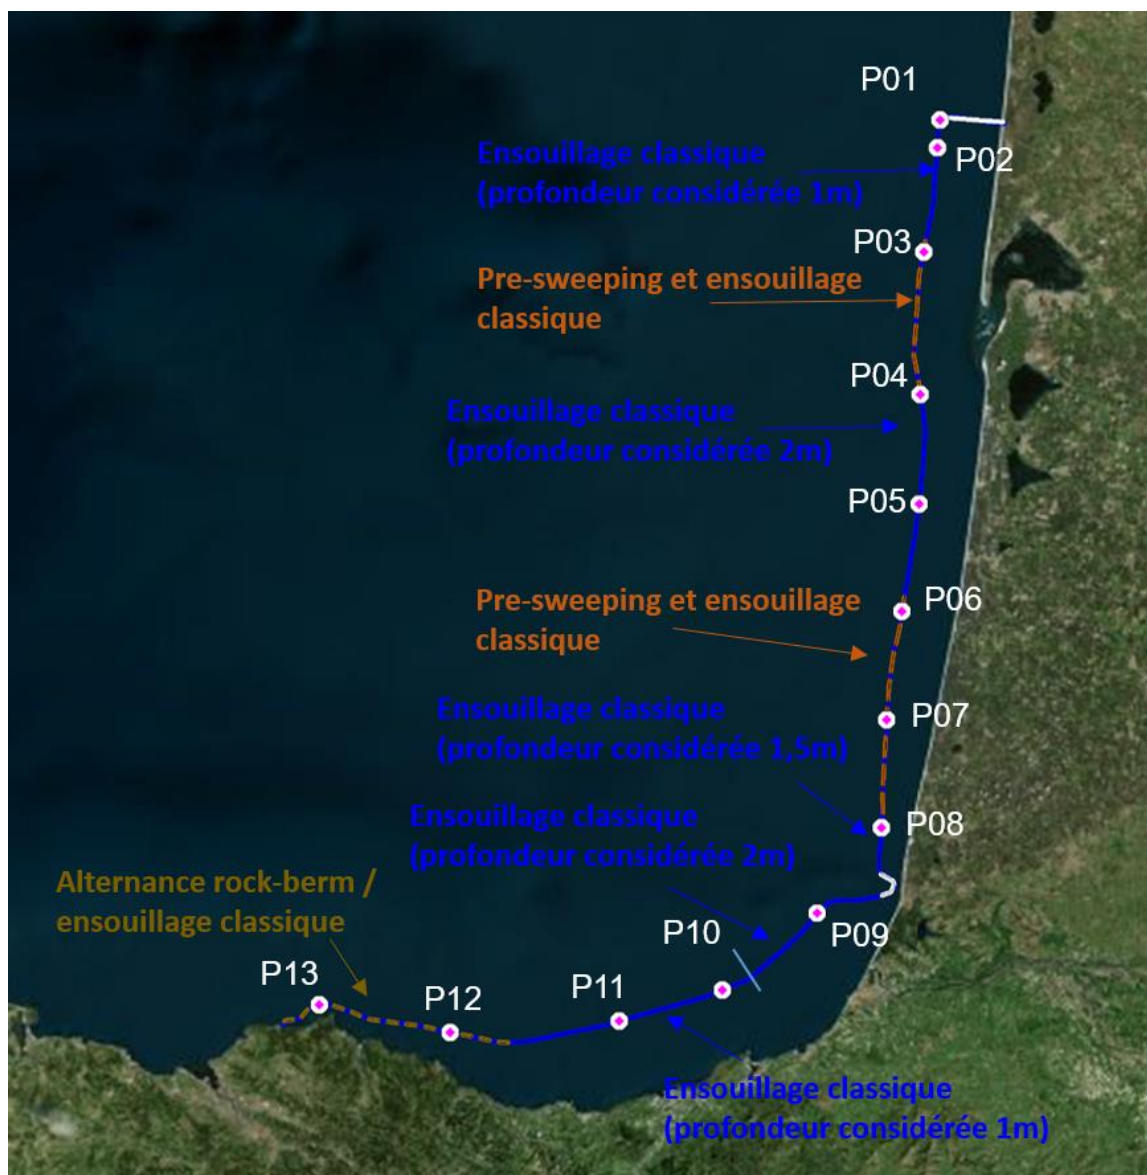 P01
Ensouillage classique
(profondeur considérée 1m)
P02
P03
Pre-sweeping et ensouillage
classique
P04
Ensouillage classique
(profondeur considérée 2m)
P05
Pre-sweeping et ensouillage
classique
P06
Ensouillage classique
(profondeur considérée 1,5m)
P07
Ensouillage classique
(profondeur considérée 2m)
P08
Alternance rock-berm /
ensouillage classique
P09
P10
P11
P12
P13
Ensouillage classique
(profondeur considérée 1m)